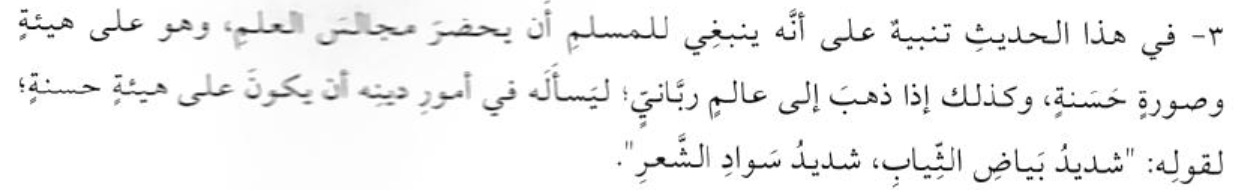 ٣- في هذا الحديثِ تنبيهٌ على أنَّه ينبغِي للمسلمِ أَن يحضرَ مجالسَ العلمِ، وهو على هيئةٍ
وصورةٍ حَسَنةٍ، وكذلك إذا ذهبَ إلى عالمٍ ربَّانيٍّ؛ ليَسأَلَه في أمورِ دينِه أن يكونَ على هيئةٍ حسنةٍ؛
لقولِه: "شديدُ بَياضِ الثِّيابِ، شديدُ سَوادِ الشَّعرِ".